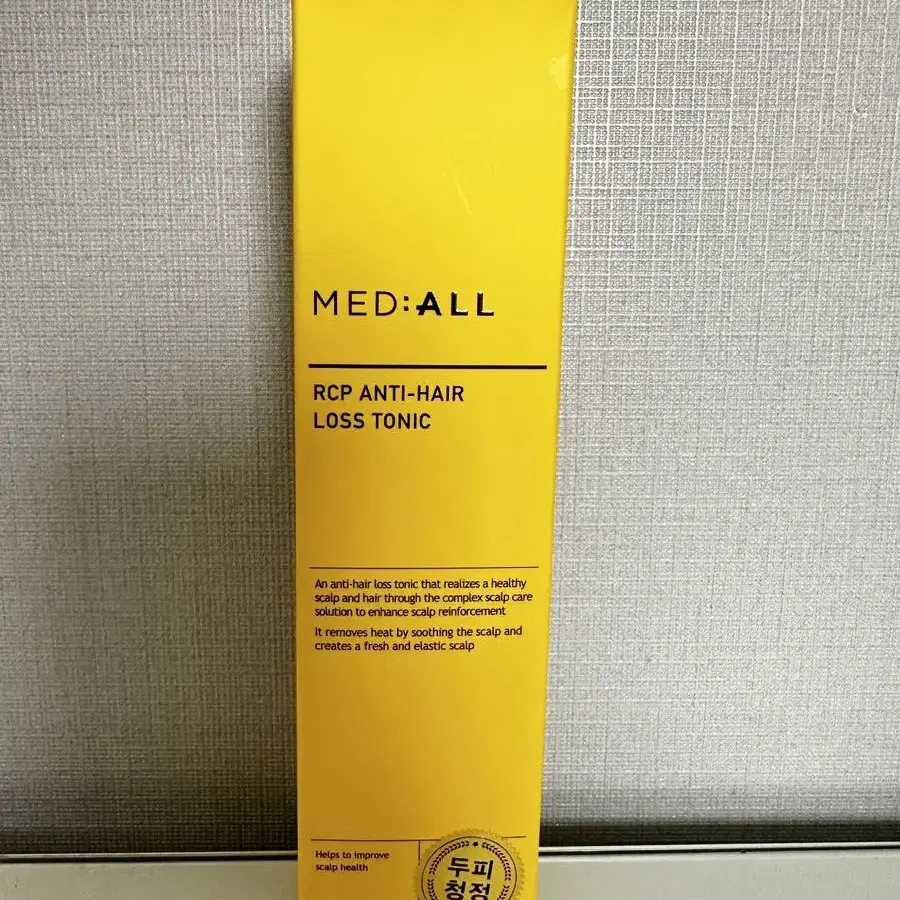 MED:ALL
RCP ANTI-HAIR
LOSS TONIC
An anti-hair loss tonic that realizes a healthy
scalp and hair through the complex scalp care
solution to enhance scalp reinforcement
It removes heat by soothing the scalp and
creates a fresh and elastic scalp
Helps to improve
scalp health
두피
청정